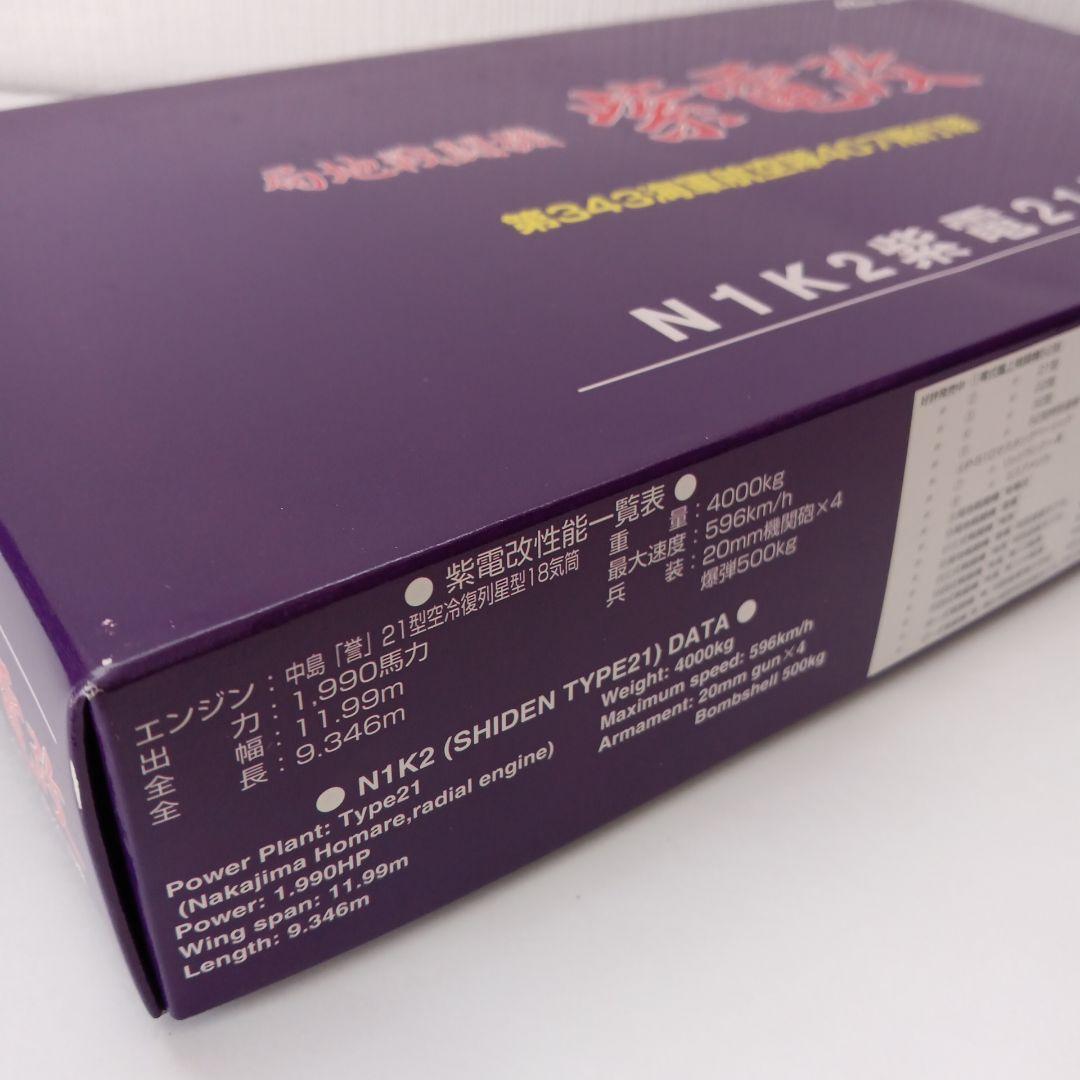 局地戦闘機 紫電改
第343海軍航空隊407飛行隊
N1K2紫電21
● 紫電改性能一覧表 ●
エンジン：中島「誉」21型空冷復列星型18気筒
出力：1,990馬力
全幅：11.99m
全長：9.346m
重量：4000kg
最大速度：596km/h
兵装：20mm機関砲×4
爆弾500kg
● N1K2 (SHIDEN TYPE21) DATA ●
Power Plant: Type21
(Nakajima Homare,radial engine)
Power: 1.990HP
Wing span: 11.99m
Length: 9.346m
Weight: 4000kg
Maximum speed: 596km/h
Armament: 20mm gun×4
Bombshell 500kg